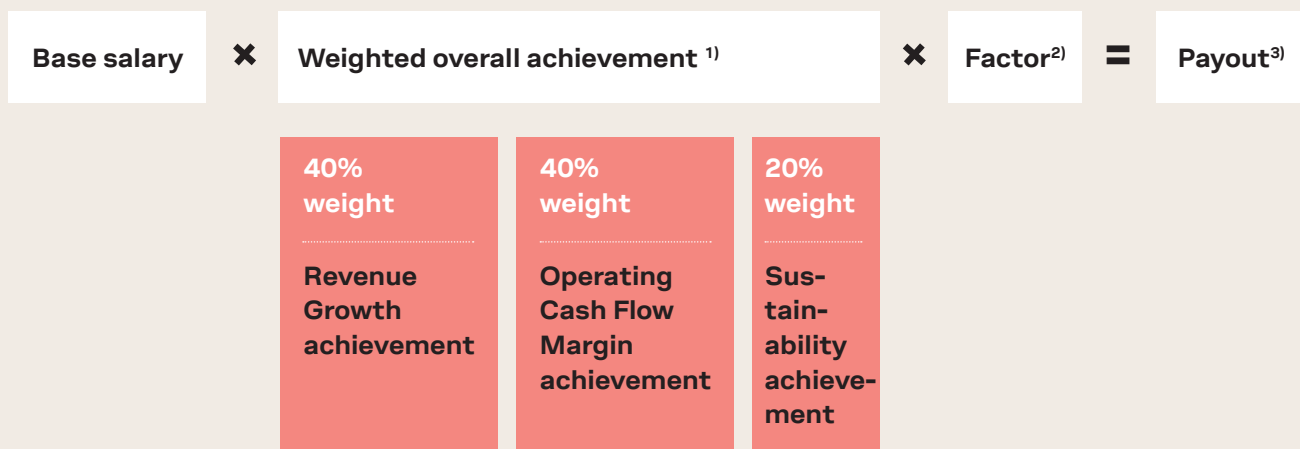 Base salary × Weighted overall achievement 1) × Factor2) = Payout3)
40%
weight
Revenue
Growth
achievement
40%
weight
Operating
Cash Flow
Margin
achievement
20%
weight
Sus-
tain-
ability
achieve-
ment